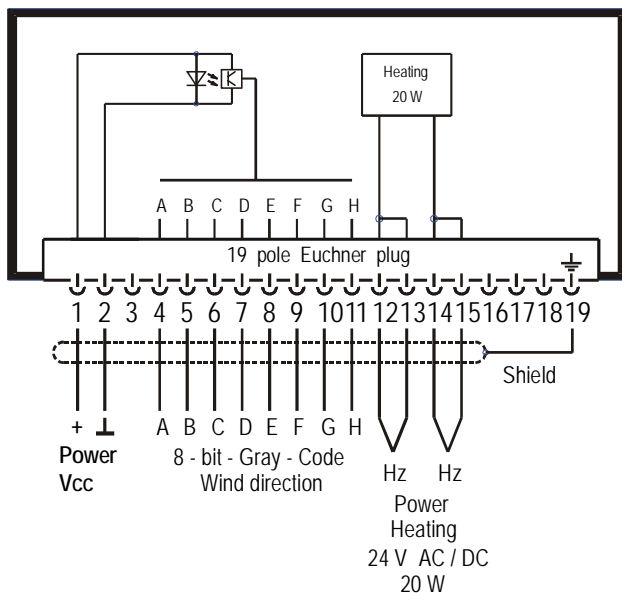 Heating
20 W
A B C D E F G H
19 pole Euchner plug
1 2 3 4 5 6 7 8 9 10 11 12 13 14 15 16 17 18 19
Shield
+
A B C D E F G H
Power
Vcc
8 - bit - Gray - Code
Wind direction
Hz Hz
Power
Heating
24 V AC / DC
20 W